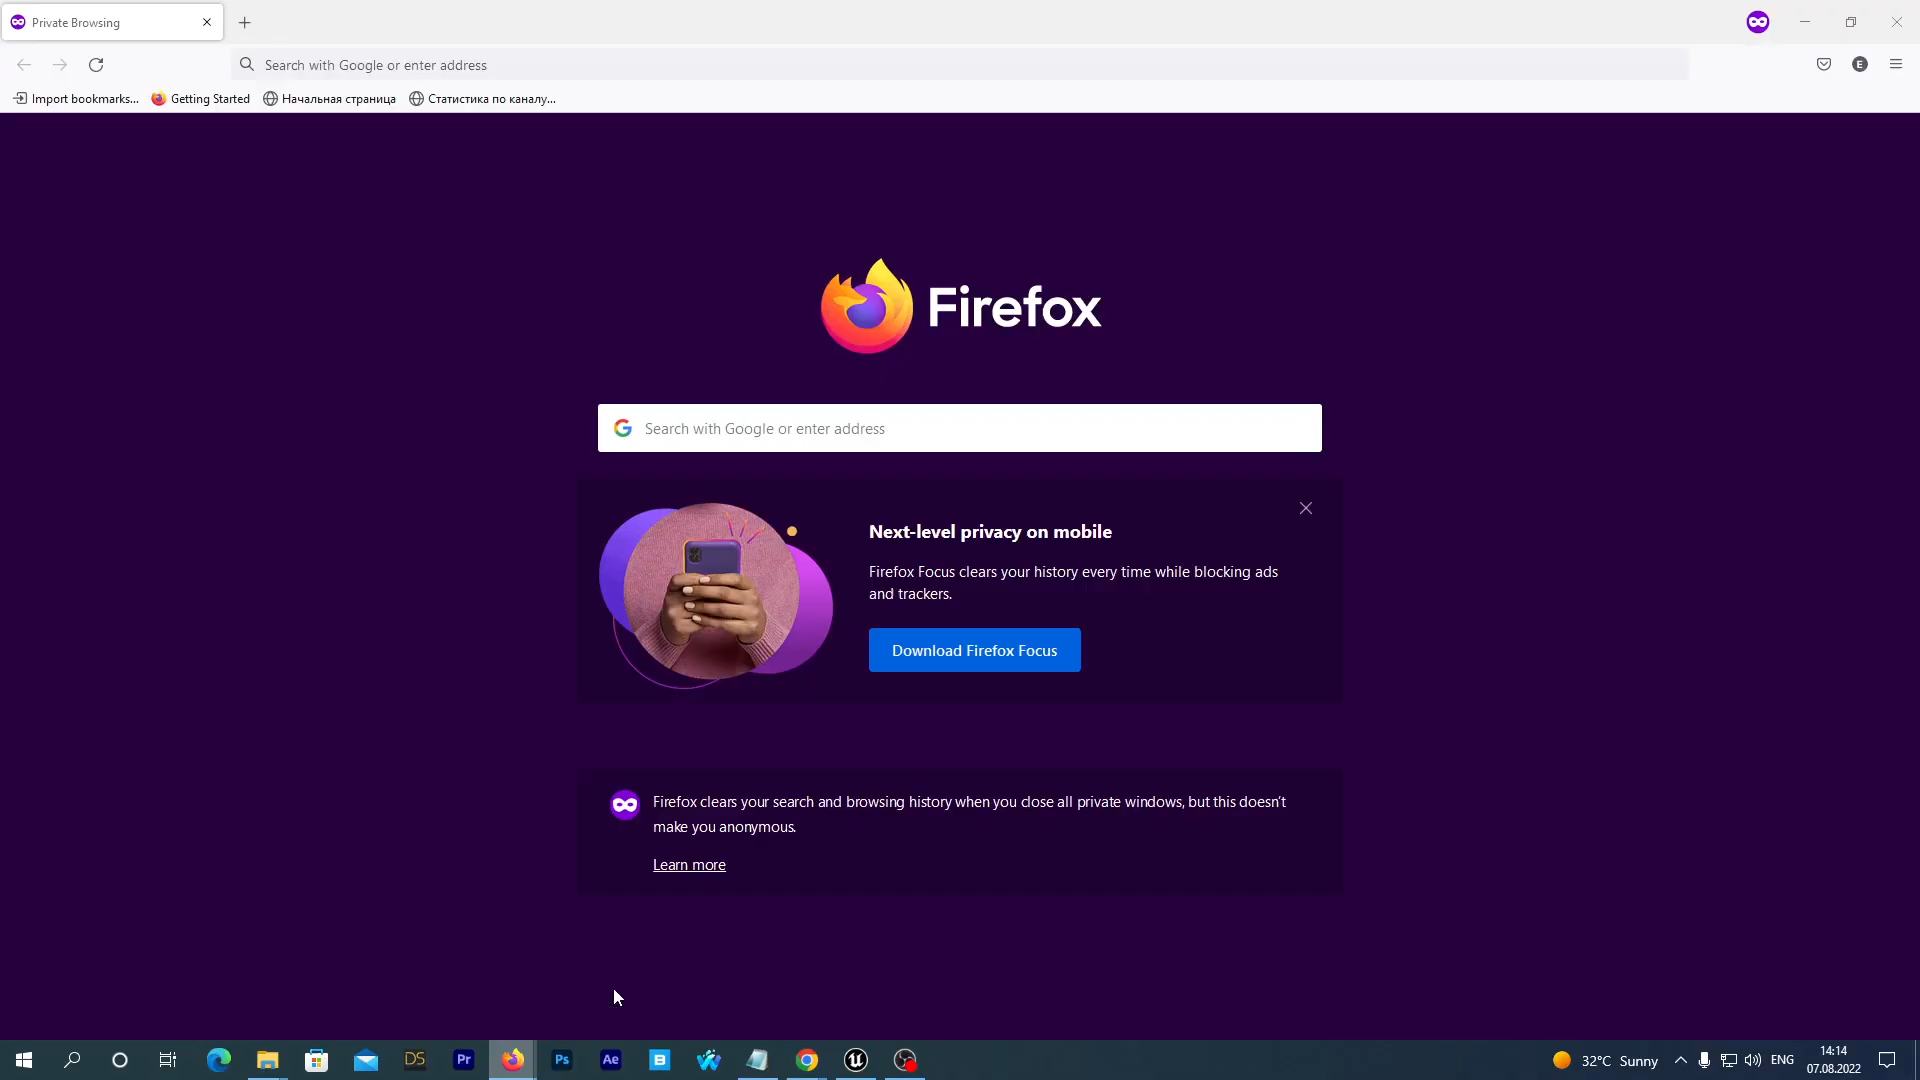 Private Browsing
Search with Google or enter address
E
Import bookmarks...
Getting Started
Начальная страница
Статистика по каналу...
Firefox
Search with Google or enter address
Next-level privacy on mobile
Firefox Focus clears your history every time while blocking ads
and trackers.
Download Firefox Focus
Firefox clears your search and browsing history when you close all private windows, but this doesn't
make you anonymous.
Learn more
DS
Pr
Ps
Ae
32°C Sunny
ENG
14:14
07.08.2022